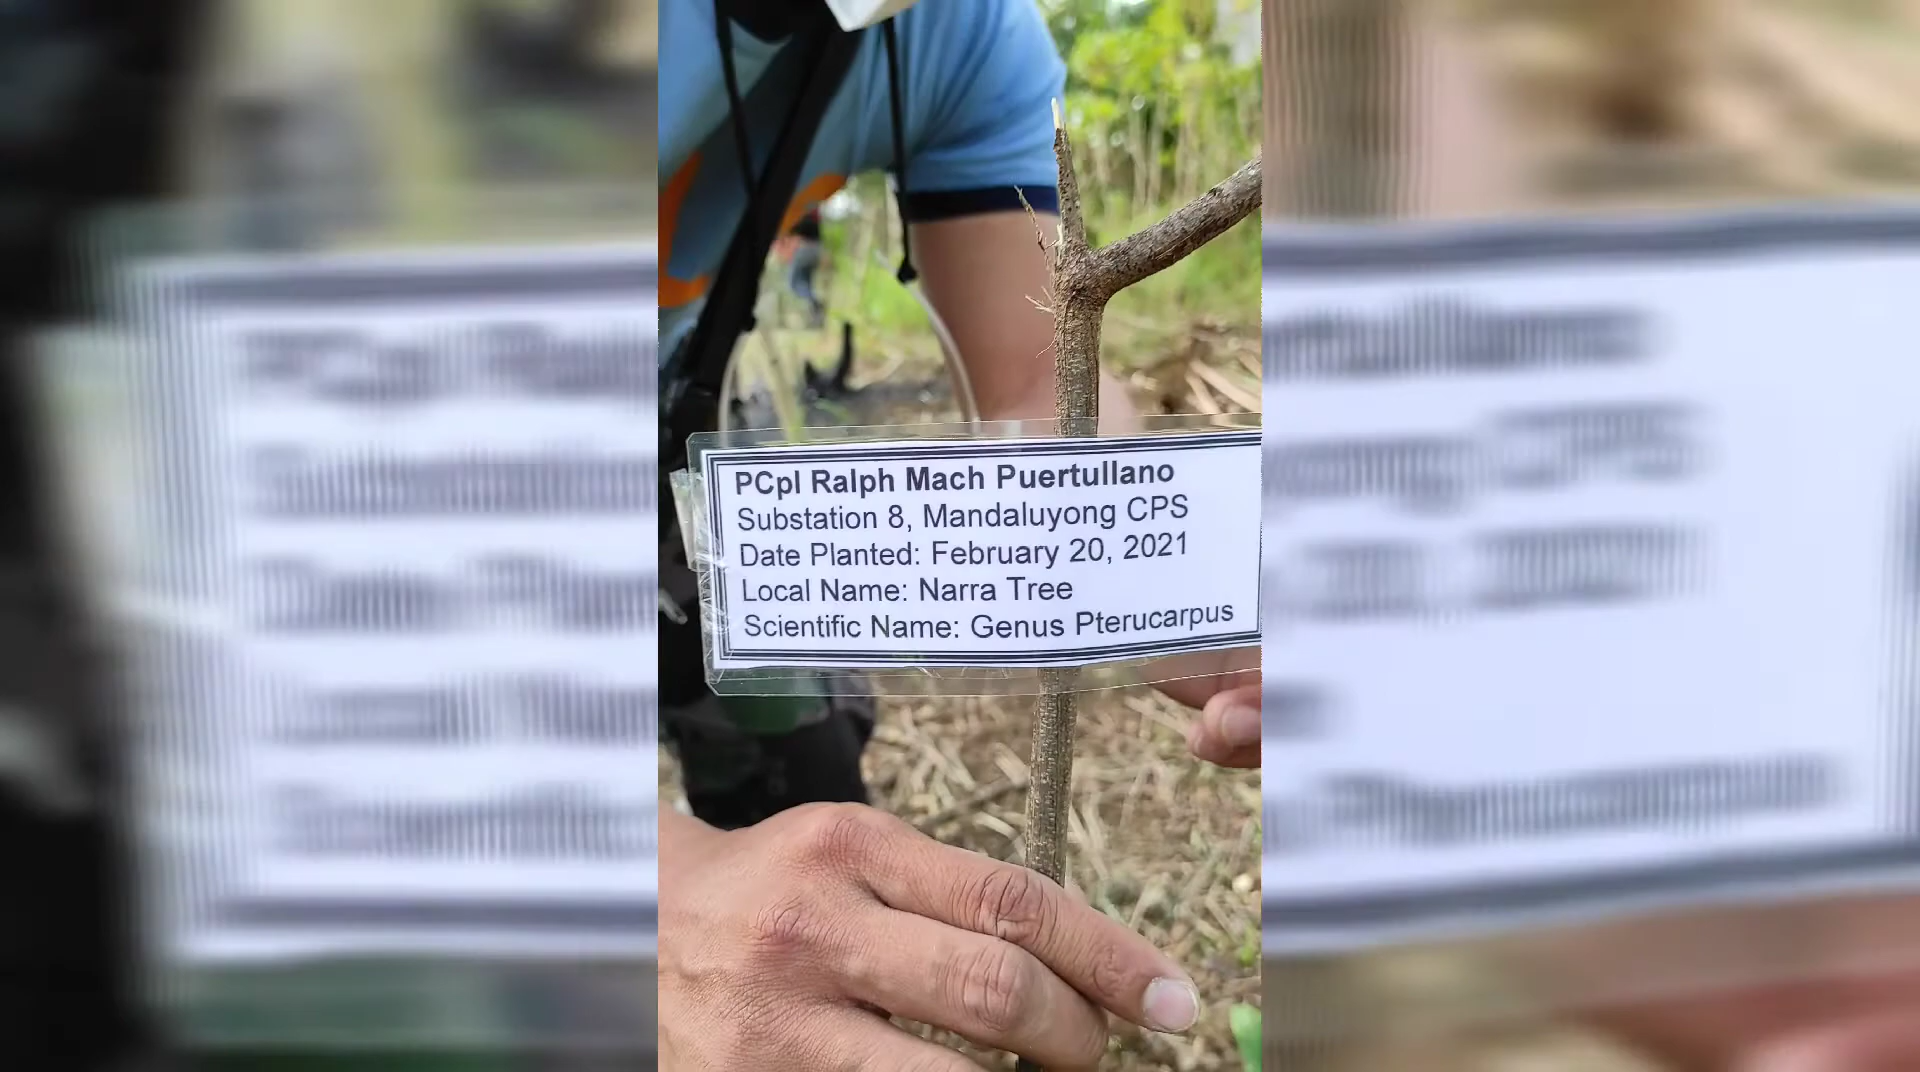 PCpl Ralph Mach Puertullano
Substation 8, Mandaluyong CPS
Date Planted: February 20, 2021
Local Name: Narra Tree
Scientific Name: Genus Pterucarpus